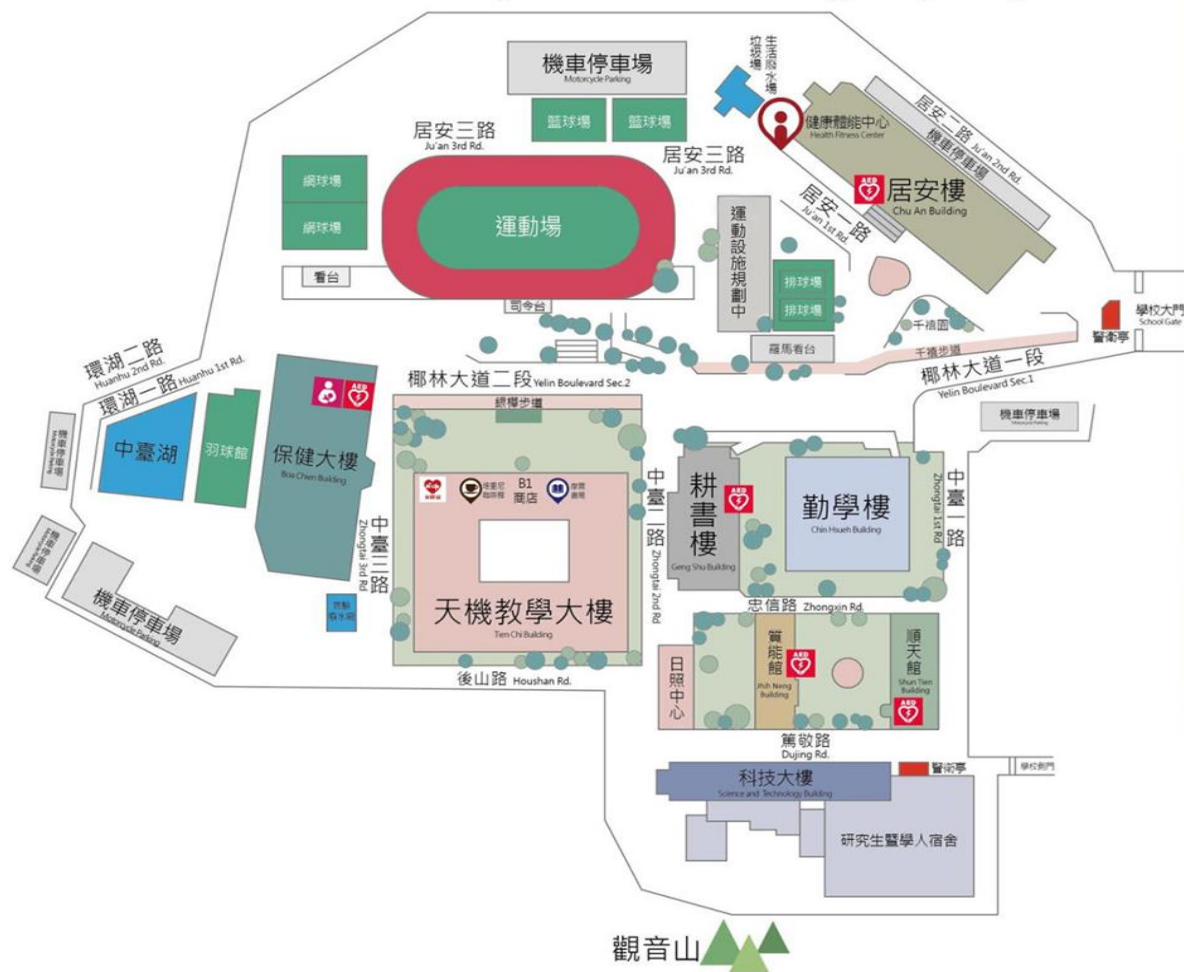 機車停車場
Motorcycle Parking
籃球場
籃球場
生活廢水場
垃圾場
健康體能中心
Health Fitness Center
居安二路
Ju'an 2nd Rd.
機車停車場
AED
居安樓
Chu An Building
居安三路
Ju'an 3rd Rd.
居安三路
Ju'an 3rd Rd.
居安一路
Ju'an 1st Rd.
網球場
網球場
運動場
運動設施規劃中
排球場
排球場
看台
司令台
羅馬看台
千禧園
千禧步道
學校大門
School Gate
警衛亭
椰林大道一段
Yelin Boulevard Sec.1
機車停車場
Motorcycle Parking
環湖二路
Huanhu 2nd Rd.
環湖一路 Huanhu 1st Rd.
椰林大道二段 Yelin Boulevard Sec.2
銀樺步道
機車停車場
中臺湖
羽球館
AED
保健大樓
Boa Chien Building
B1
商店
中臺二路
Zhongtai 2nd Rd
耕書樓
Geng Shu Building
AED
勤學樓
Chin Hsueh Building
中臺一路
Zhongtai 1st Rd
機車停車場
機車停車場
Motorcycle Parking
中臺三路
Zhongtai 3rd Rd
天機教學大樓
Tien Chi Building
忠信路 Zhongxin Rd.
後山路 Houshan Rd.
日照中心
質能館
Jhih Neng
Building
AED
順天館
Shun Tien
Building
AED
篤敬路
Dujing Rd.
科技大樓
Science and Technology Building
警衛亭
學校側門
研究生暨學人宿舍
觀音山